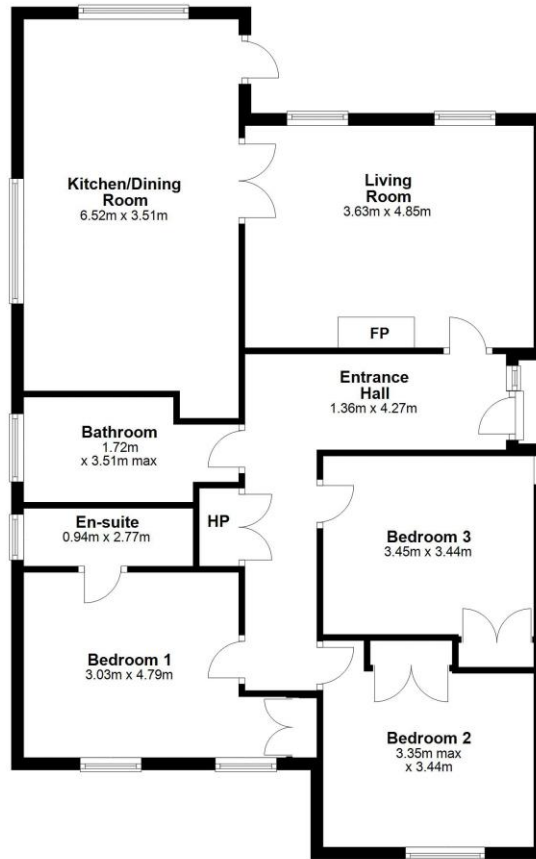 Kitchen/Dining
Room
6.52m x 3.51m
Living
Room
3.63m x 4.85m
FP
Entrance
Hall
1.36m x 4.27m
Bathroom
1.72m
x 3.51m max
HP
En-suite
0.94m x 2.77m
Bedroom 3
3.45m x 3.44m
Bedroom 1
3.03m x 4.79m
Bedroom 2
3.35m max
x 3.44m